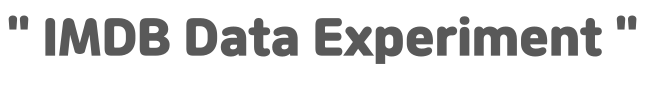 " IMDB Data Experiment "